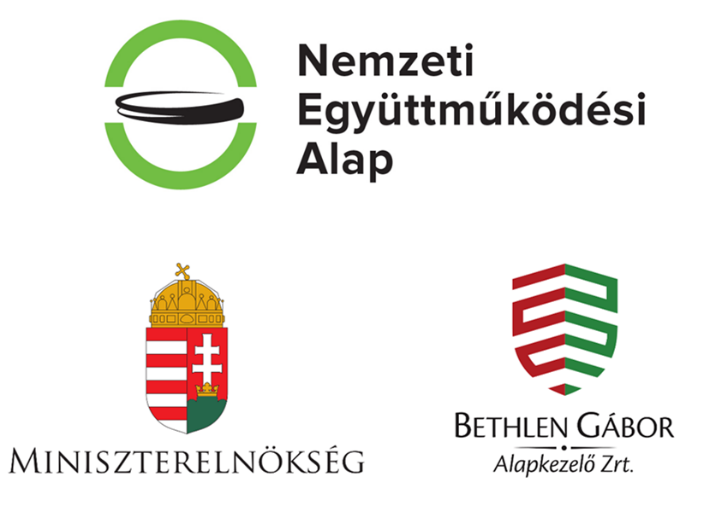 Nemzeti
Együttműködési
Alap
MINISZTERELNÖKSÉG
BETHLEN GÁBOR
Alapkezelő Zrt.